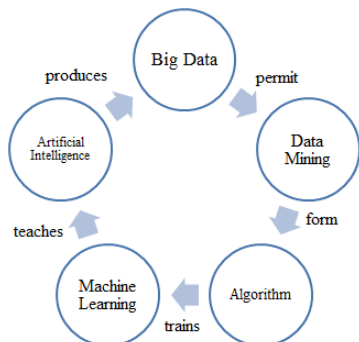 Big Data
permit
Data
Mining
form
Algorithm
trains
Machine
Learning
teaches
Artificial
Intelligence
produces